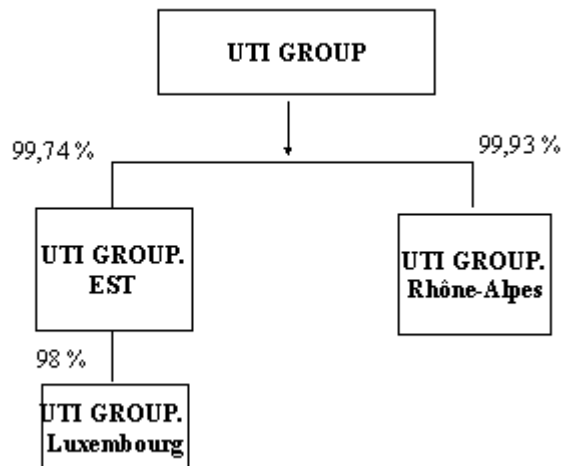 UTI GROUP
99,74 %
99,93 %
UTI GROUP.
EST
UTI GROUP.
Rhône-Alpes
98 %
UTI GROUP.
Luxembourg